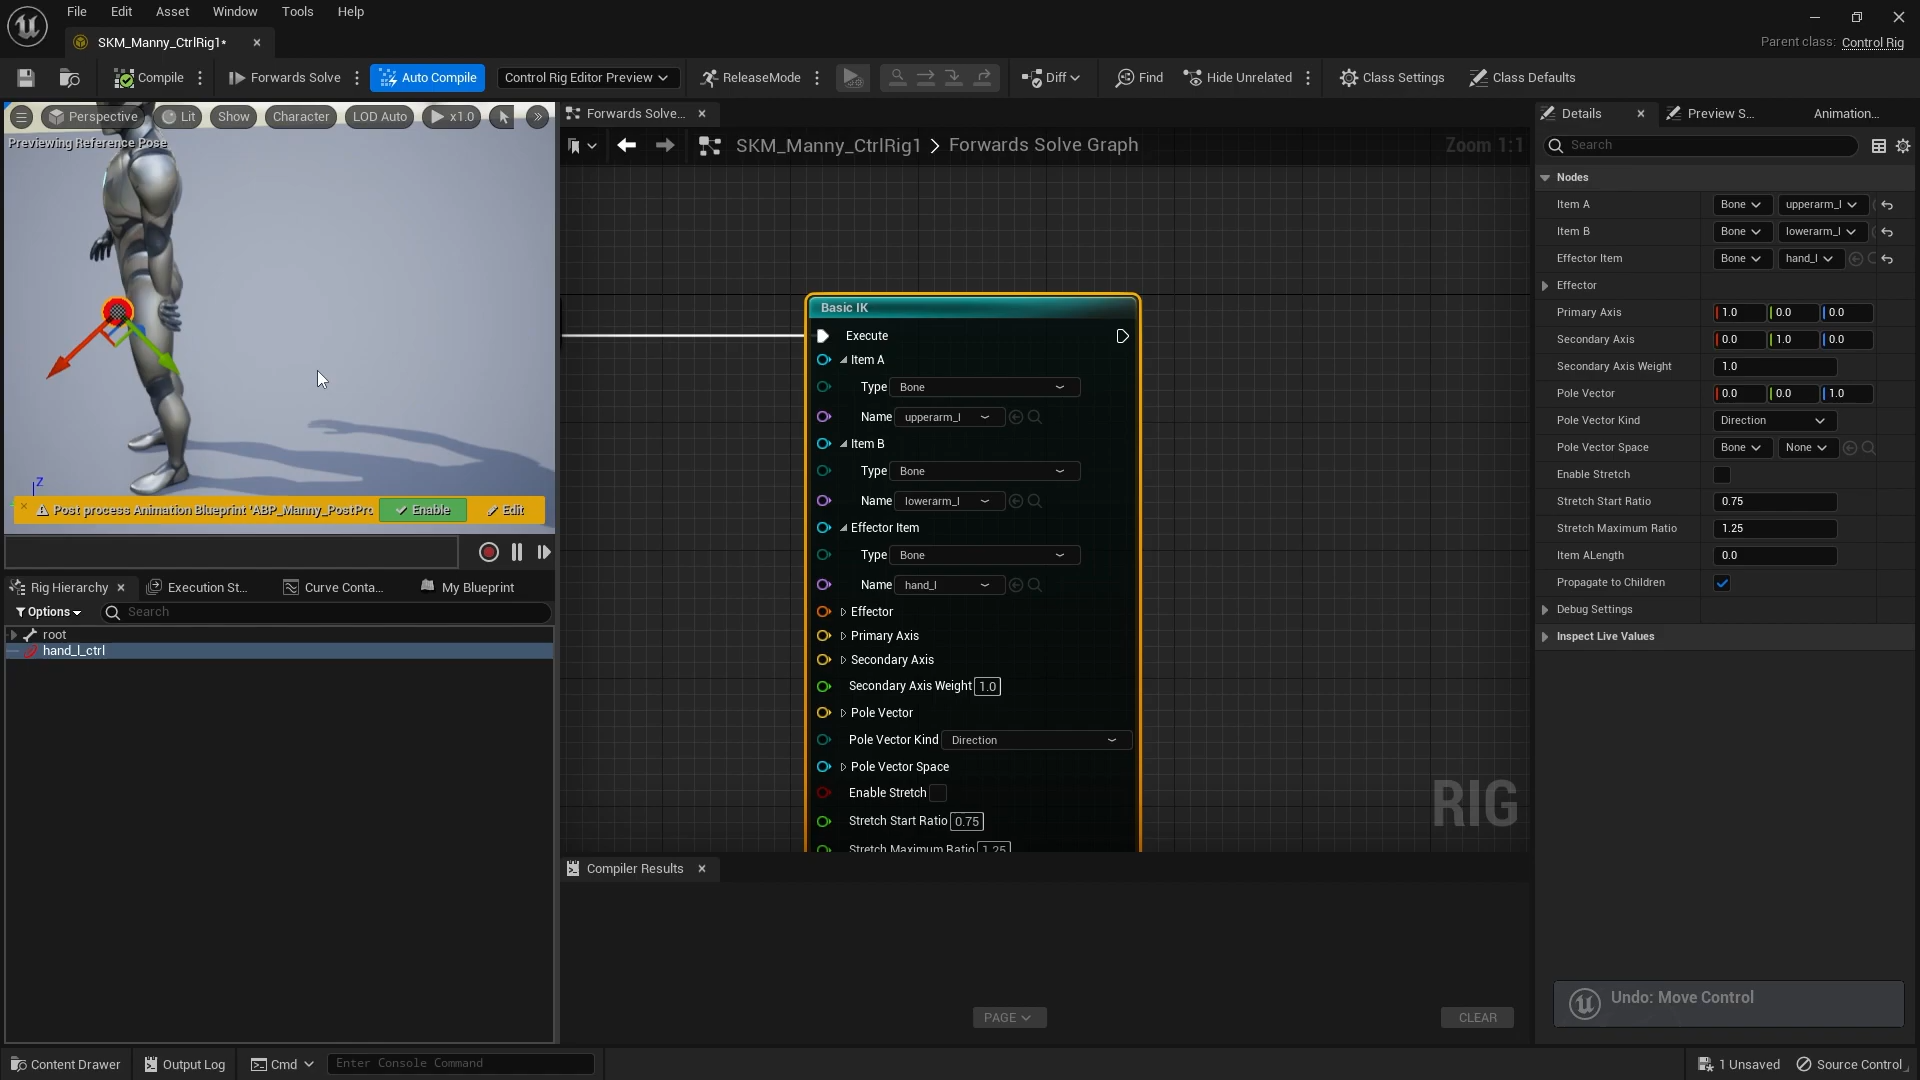 File Edit Asset Window Tools Help
SKM_Manny_CtrlRig1*
Parent class: Control Rig
Compile Forwards Solve Auto Compile Control Rig Editor Preview ReleaseMode Diff Find Hide Unrelated Class Settings Class Defaults
Perspective Lit Show Character LOD Auto x1.0
Previewing Reference Pose
Z
Post process Animation Blueprint 'ABP_Manny_PostPro Enable Edit
Rig Hierarchy Execution St... Curve Conta... My Blueprint
Options Search
root
hand_l_ctrl
Forwards Solve...
SKM_Manny_CtrlRig1 > Forwards Solve Graph
Zoom 1:1
Basic IK
Execute
Item A
Type Bone
Name upperarm_l
Item B
Type Bone
Name lowerarm_l
Effector Item
Type Bone
Name hand_l
Effector
Primary Axis
Secondary Axis
Secondary Axis Weight 1.0
Pole Vector
Pole Vector Kind Direction
Pole Vector Space
Enable Stretch
Stretch Start Ratio 0.75
Stretch Maximum Ratio 1.25
RIG
Compiler Results
PAGE CLEAR
Details Preview S... Animation...
Search
Nodes
Item A Bone upperarm_l
Item B Bone lowerarm_l
Effector Item Bone hand_l
Effector
Primary Axis 1.0 0.0 0.0
Secondary Axis 0.0 1.0 0.0
Secondary Axis Weight 1.0
Pole Vector 0.0 0.0 1.0
Pole Vector Kind Direction
Pole Vector Space Bone None
Enable Stretch
Stretch Start Ratio 0.75
Stretch Maximum Ratio 1.25
Item ALength 0.0
Propagate to Children
Debug Settings
Inspect Live Values
Undo: Move Control
Content Drawer Output Log Cmd Enter Console Command 1 Unsaved Source Control